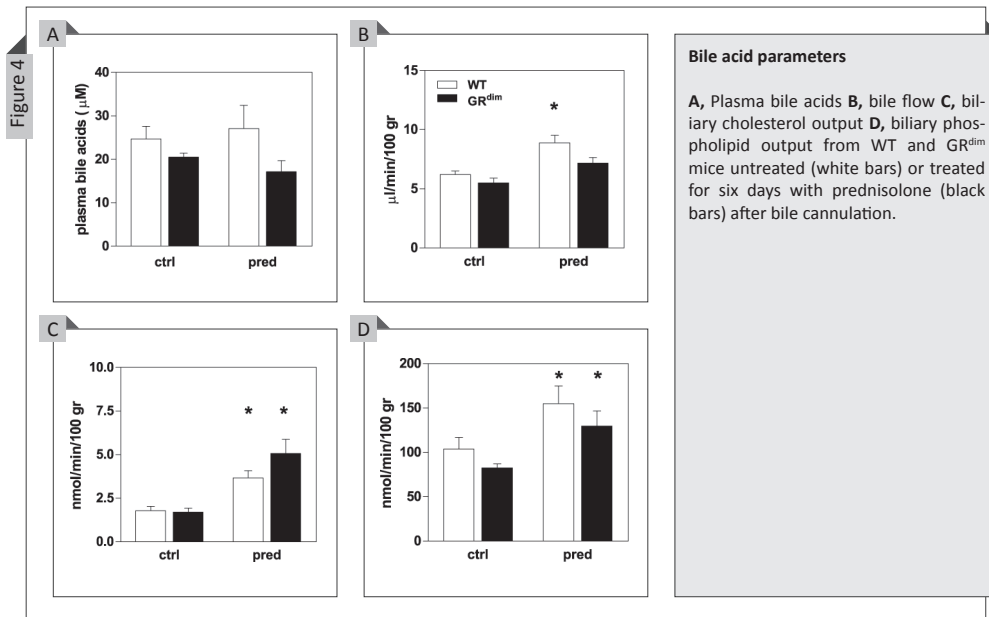 Figure 4
A
plasma bile acids ( μM)
40
30
20
10
0
ctrl
pred
B
μl/min/100 gr
15
10
5
0
WT
GRdim
*
ctrl
pred
C
nmol/min/100 gr
10.0
7.5
5.0
2.5
0.0
* *
ctrl
pred
D
nmol/min/100 gr
200
150
100
50
0
* *
ctrl
pred
Bile acid parameters
A, Plasma bile acids B, bile flow C, bil-
iary cholesterol output D, biliary phos-
pholipid output from WT and GRdim
mice untreated (white bars) or treated
for six days with prednisolone (black
bars) after bile cannulation.